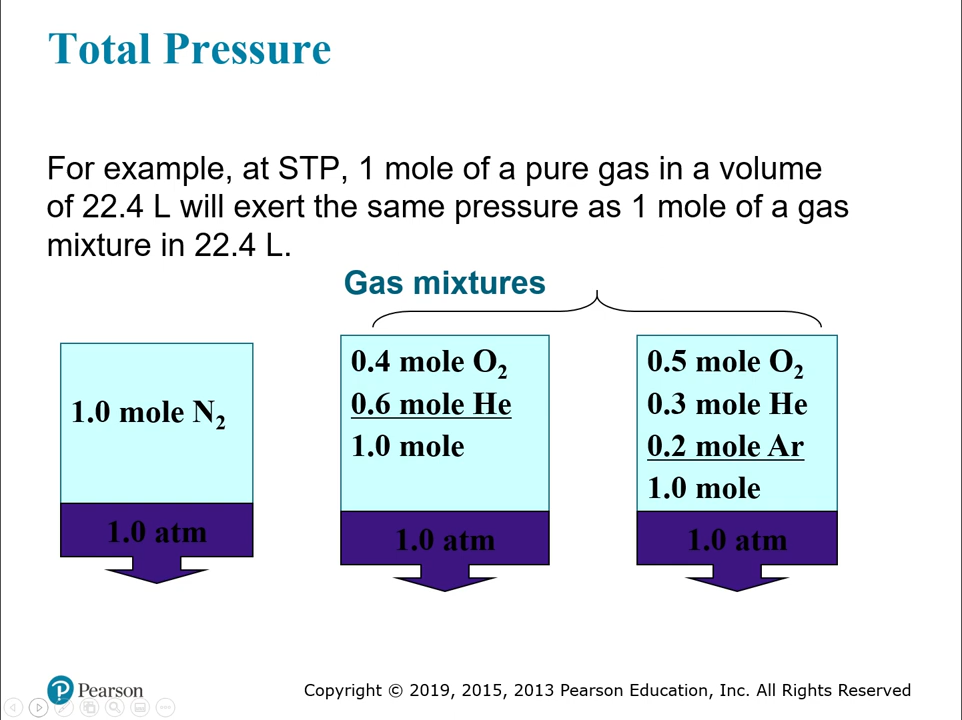 Total Pressure
For example, at STP, 1 mole of a pure gas in a volume
of 22.4 L will exert the same pressure as 1 mole of a gas
mixture in 22.4 L.
Gas mixtures
1.0 mole N₂
1.0 atm
0.4 mole O₂
0.6 mole He
1.0 mole
1.0 atm
0.5 mole O₂
0.3 mole He
0.2 mole Ar
1.0 mole
1.0 atm
P Pearson
Copyright © 2019, 2015, 2013 Pearson Education, Inc. All Rights Reserved